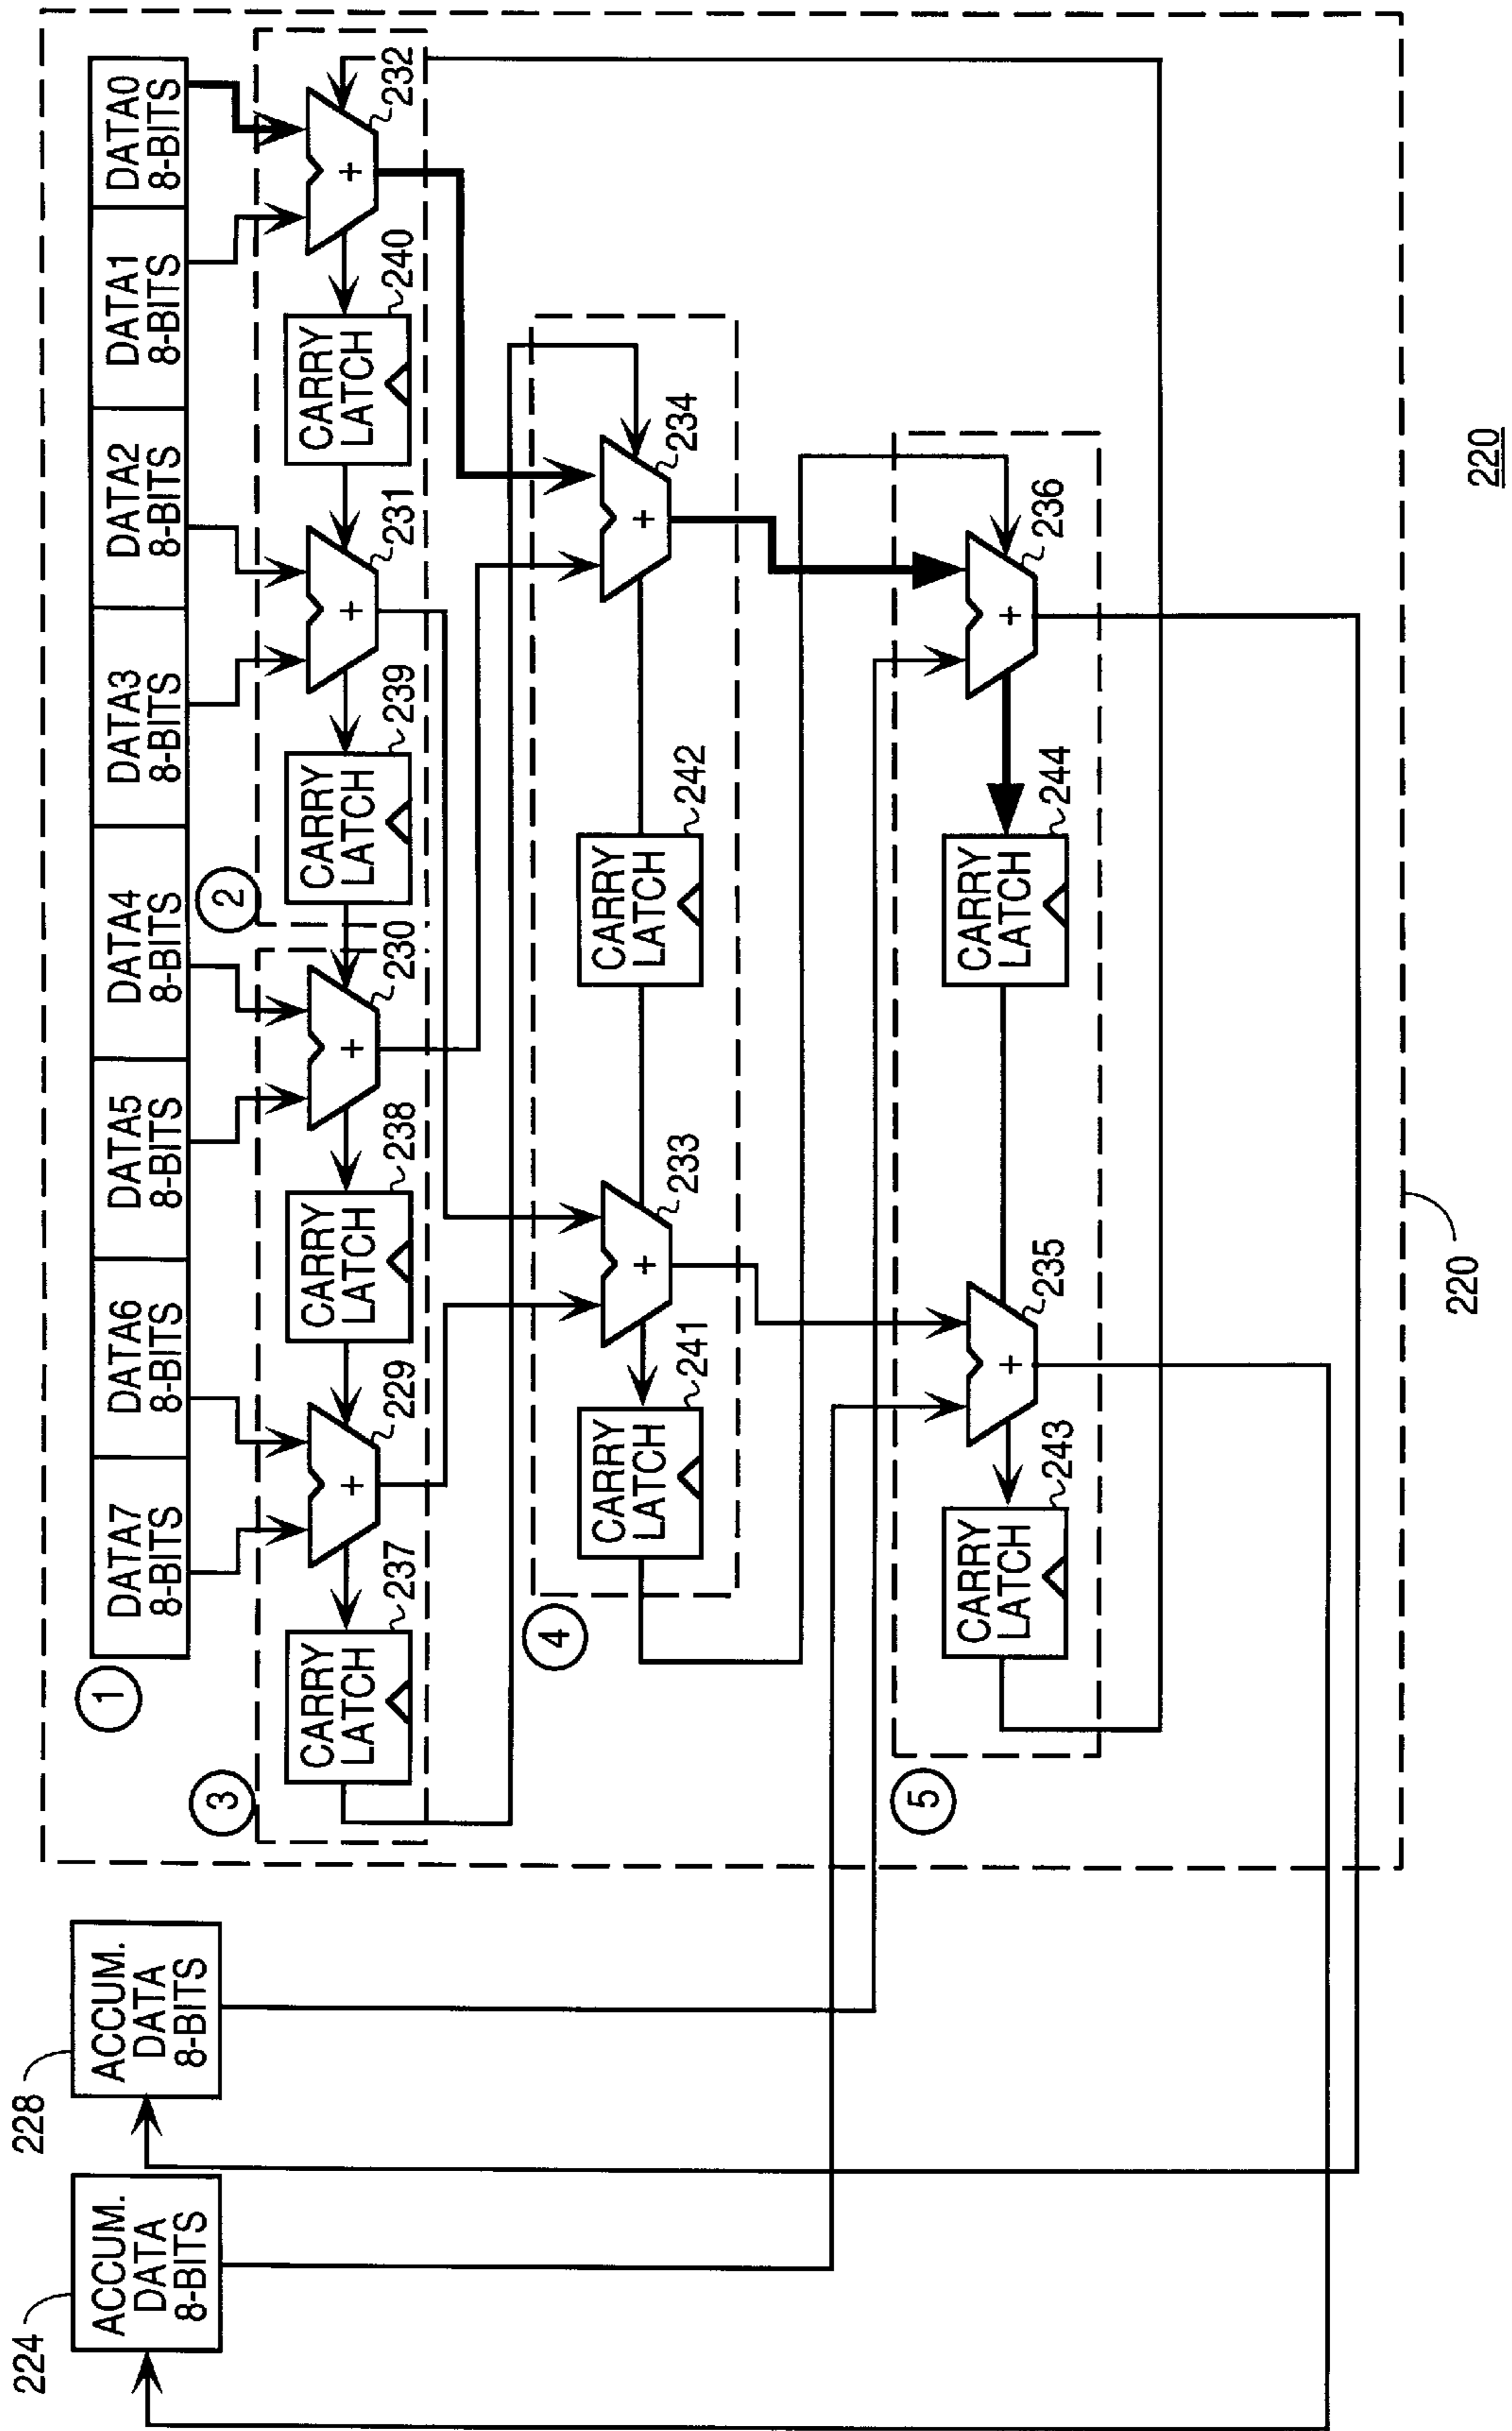 224
ACCUM.
DATA
8-BITS
228
ACCUM.
DATA
8-BITS
1
DATA7
8-BITS
DATA6
8-BITS
DATA5
8-BITS
DATA4
8-BITS
DATA3
8-BITS
DATA2
8-BITS
DATA1
8-BITS
DATA0
8-BITS
3
2
CARRY
LATCH
237
+
229
CARRY
LATCH
238
+
230
CARRY
LATCH
239
+
231
CARRY
LATCH
240
+
232
4
CARRY
LATCH
241
+
233
CARRY
LATCH
242
+
234
5
CARRY
LATCH
243
+
235
CARRY
LATCH
244
+
236
220
220